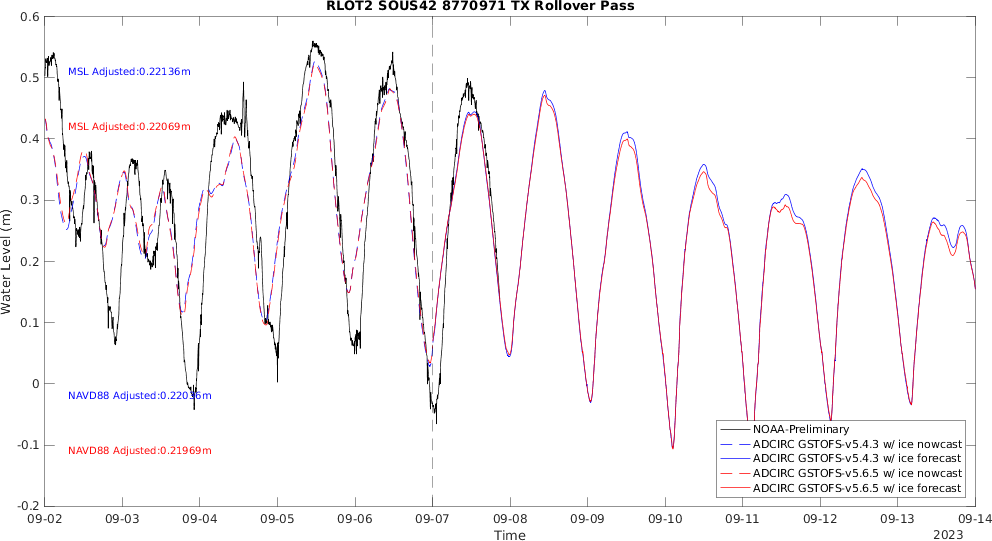 RLOT2 SOUS42 8770971 TX Rollover Pass
Water Level (m)
0.6
0.5
0.4
0.3
0.2
0.1
0
-0.1
-0.2
MSL Adjusted:0.22136m
MSL Adjusted:0.22069m
NAVD88 Adjusted:0.22036m
NAVD88 Adjusted:0.21969m
NOAA-Preliminary
ADCIRC GSTOFS-v5.4.3 w/ ice nowcast
ADCIRC GSTOFS-v5.4.3 w/ ice forecast
ADCIRC GSTOFS-v5.6.5 w/ ice nowcast
ADCIRC GSTOFS-v5.6.5 w/ ice forecast
09-02 09-03 09-04 09-05 09-06 09-07 09-08 09-09 09-10 09-11 09-12 09-13 09-14
Time
2023